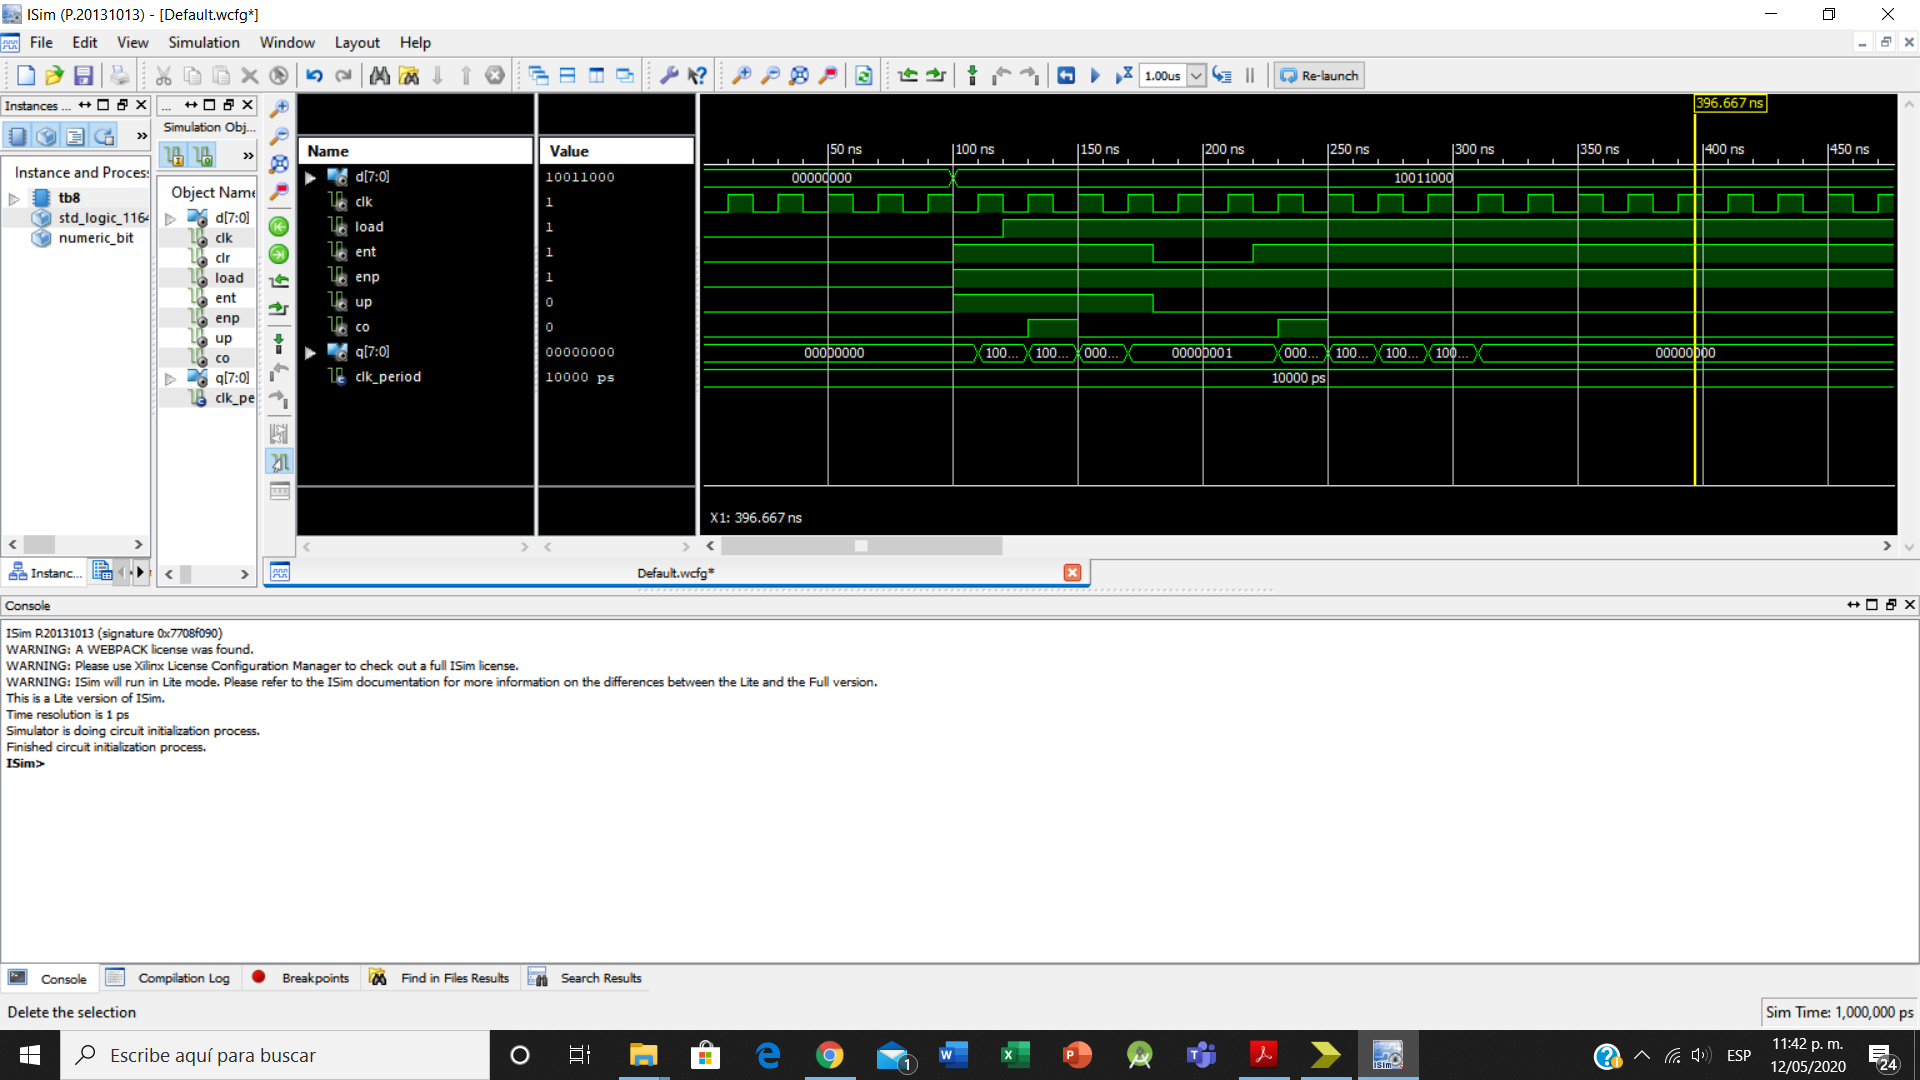 ISim (P.20131013) - [Default.wcfg*]
File Edit View Simulation Window Layout Help
1.00us Re-launch
Instances ...
...
Simulation Obj...
»
»
Instance and Process
tb8
std_logic_1164
numeric_bit
Object Name
d[7:0]
clk
clr
load
ent
enp
up
co
q[7:0]
clk_pe
Name Value
d[7:0] 10011000
clk 1
load 1
ent 1
enp 1
up 0
co 0
q[7:0] 00000000
clk_period 10000 ps
396.667 ns
50 ns 100 ns 150 ns 200 ns 250 ns 300 ns 350 ns 400 ns 450 ns
00000000 10011000
00000000 100... 100... 000... 00000001 000... 100... 100... 100... 00000000
10000 ps
X1: 396.667 ns
Instanc...
Default.wcfg*
Console
ISim P.20131013 (signature 0x7708f090)
WARNING: A WEBPACK license was found.
WARNING: Please use Xilinx License Configuration Manager to check out a full ISim license.
WARNING: ISim will run in Lite mode. Please refer to the ISim documentation for more information on the differences between the Lite and the Full version.
This is a Lite version of ISim.
Time resolution is 1 ps
Simulator is doing circuit initialization process.
Finished circuit initialization process.
ISim>
Console Compilation Log Breakpoints Find in Files Results Search Results
Delete the selection
Sim Time: 1,000,000 ps
Escribe aquí para buscar
1
ESP
11:42 p. m.
12/05/2020
24